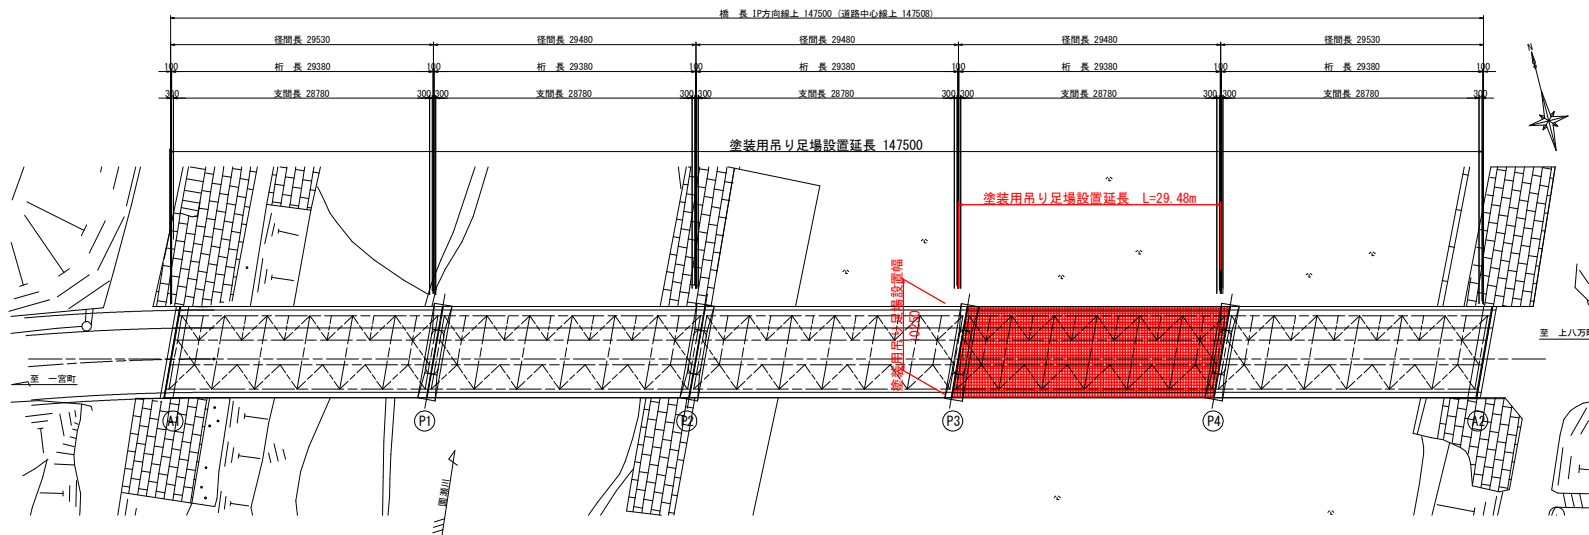 橋 長 IP方向線上 147500 (道路中心線上 147508)
径間長 29530
径間長 29480
径間長 29480
径間長 29480
径間長 29530
100
桁 長 29380
100
桁 長 29380
100
桁 長 29380
100
桁 長 29380
100
桁 長 29380
100
300
支間長 28780
300
300
支間長 28780
300
300
支間長 28780
300
300
支間長 28780
300
300
支間長 28780
300
N
塗装用吊り足場設置延長 147500
塗装用吊り足場設置延長 L=29.48m
塗装用吊り足場設置幅
10250
至 一宮町
至 上八万町
A1
P1
P2
P3
P4
A2
園瀬川